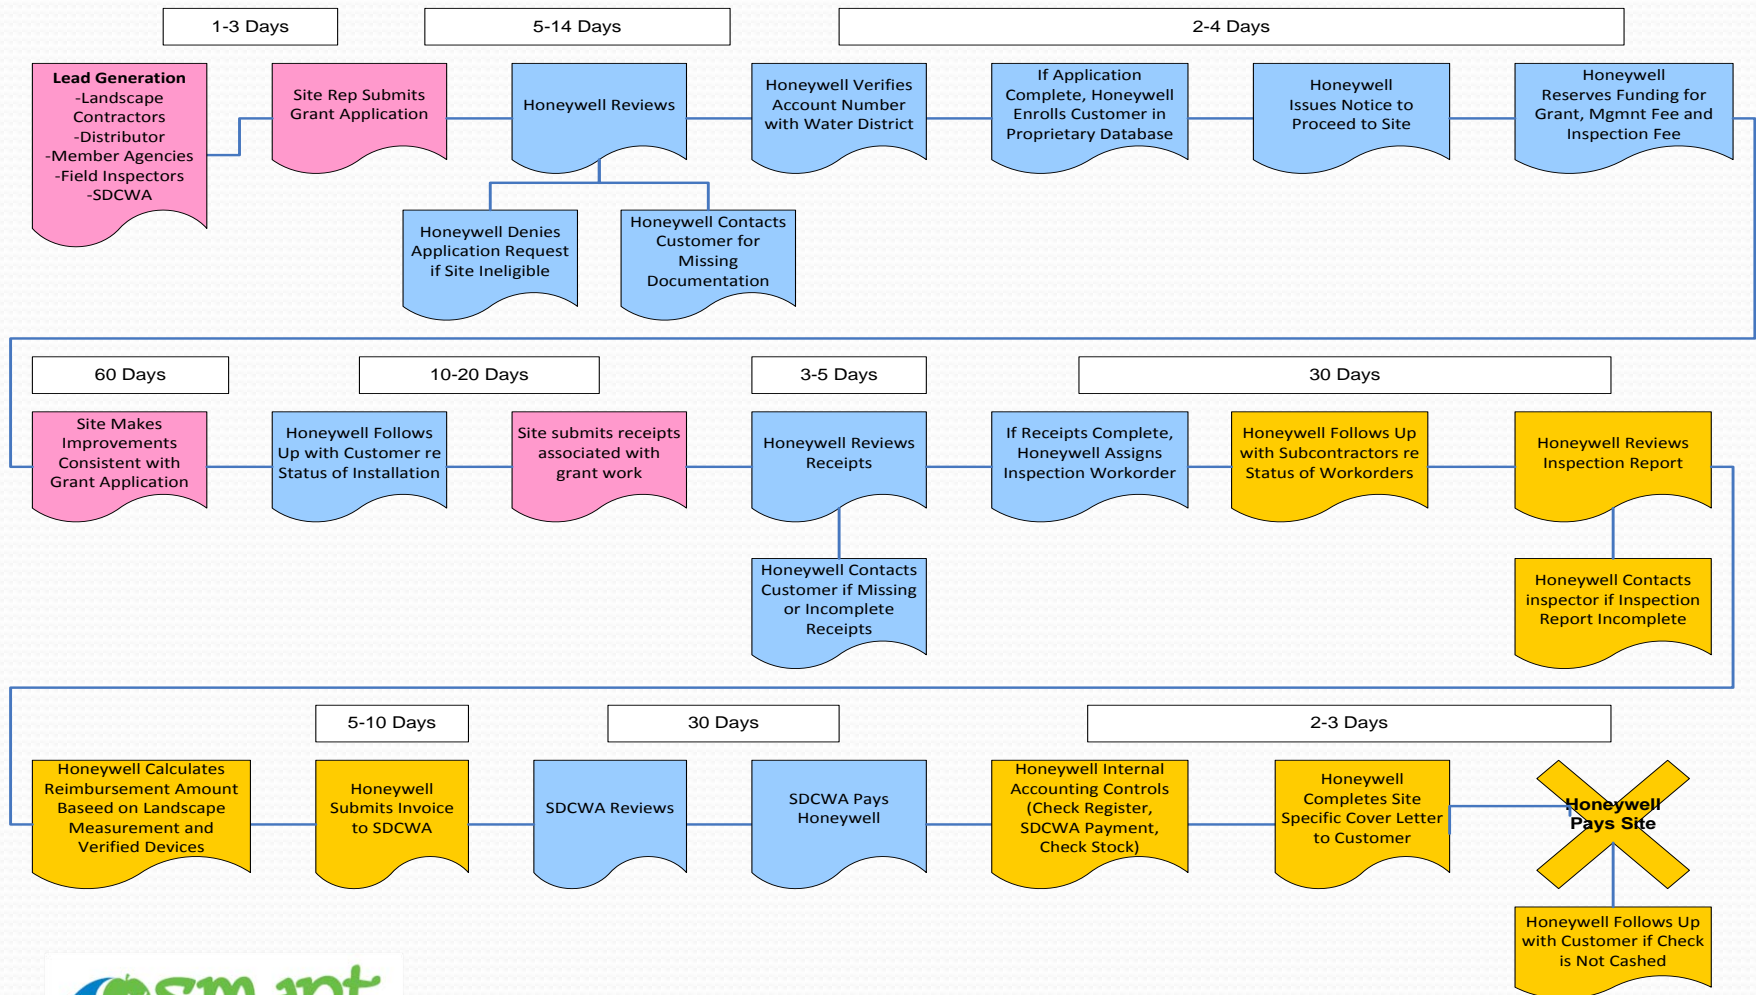 1-3 Days
5-14 Days
2-4 Days
Lead Generation
-Landscape
Contractors
-Distributor
-Member Agencies
-Field Inspectors
-SDCWA
Site Rep Submits
Grant Application
Honeywell Reviews
Honeywell Verifies
Account Number
with Water District
If Application
Complete, Honeywell
Enrolls Customer in
Proprietary Database
Honeywell
Issues Notice to
Proceed to Site
Honeywell
Reserves Funding for
Grant, Mgmnt Fee and
Inspection Fee
Honeywell Denies
Application Request
if Site Ineligible
Honeywell Contacts
Customer for
Missing
Documentation
60 Days
10-20 Days
3-5 Days
30 Days
Site Makes
Improvements
Consistent with
Grant Application
Honeywell Follows
Up with Customer re
Status of Installation
Site submits receipts
associated with
grant work
Honeywell Reviews
Receipts
If Receipts Complete,
Honeywell Assigns
Inspection Workorder
Honeywell Follows Up
with Subcontractors re
Status of Workorders
Honeywell Reviews
Inspection Report
Honeywell Contacts
Customer if Missing
or Incomplete
Receipts
Honeywell Contacts
inspector if Inspection
Report Incomplete
5-10 Days
30 Days
2-3 Days
Honeywell Calculates
Reimbursement Amount
Baseed on Landscape
Measurement and
Verified Devices
Honeywell
Submits Invoice
to SDCWA
SDCWA Reviews
SDCWA Pays
Honeywell
Honeywell Internal
Accounting Controls
(Check Register,
SDCWA Payment,
Check Stock)
Honeywell
Completes Site
Specific Cover Letter
to Customer
Honeywell
Pays Site
Honeywell Follows Up
with Customer if Check
is Not Cashed